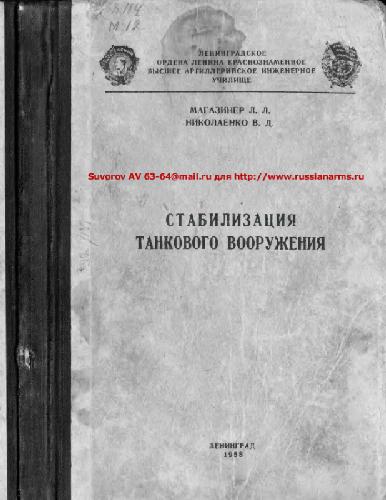 ЛЕНИНГРАДСКОЕ
ОРДЕНА ЛЕНИНА КРАСНОЗНАМЕННОЕ
ВЫСШЕЕ АРТИЛЛЕРИЙСКОЕ ИНЖЕНЕРНОЕ
УЧИЛИЩЕ
МАГАЗИНЕР Л. Л.
НИКОЛАЕНКО В. Д.
Suvorov AV 63-64@mail.ru для http://www.russianarms.ru
СТАБИЛИЗАЦИЯ
ТАНКОВОГО ВООРУЖЕНИЯ
ЛЕНИНГРАД